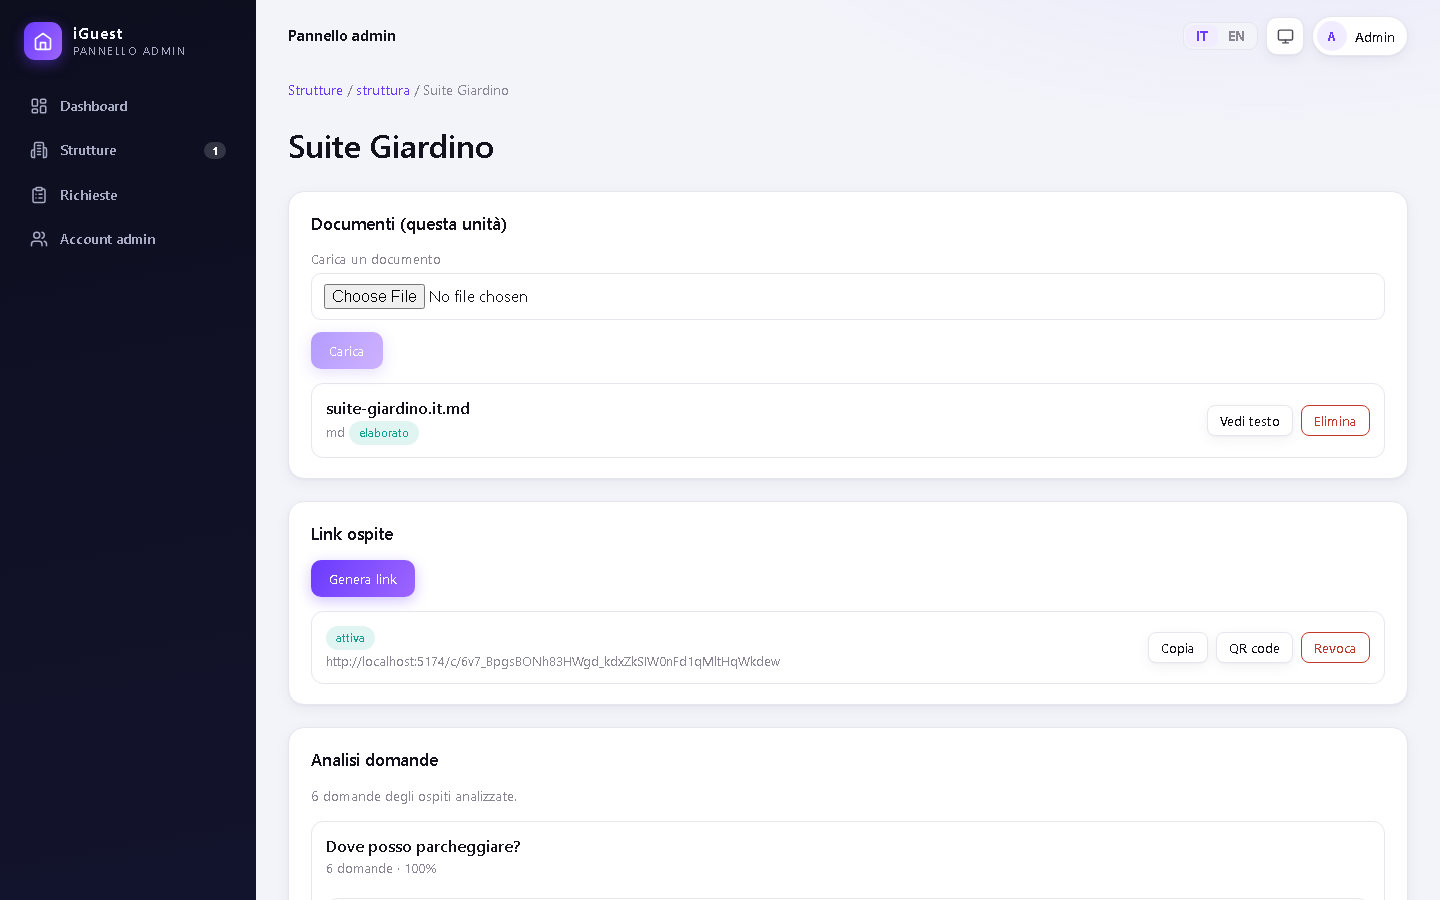 iGuest
PANNELLO ADMIN
Dashboard
Strutture 1
Richieste
Account admin
Pannello admin
IT EN
A Admin
Strutture / struttura / Suite Giardino
Suite Giardino
Documenti (questa unità)
Carica un documento
Choose File No file chosen
Carica
suite-giardino.it.md
md elaborato
Vedi testo Elimina
Link ospite
Genera link
attiva
http://localhost:5174/c/6v7_BpgsBONh83HWgd_kdxZkSIW0nFd1qMltHqWkdew
Copia QR code Revoca
Analisi domande
6 domande degli ospiti analizzate.
Dove posso parcheggiare?
6 domande · 100%